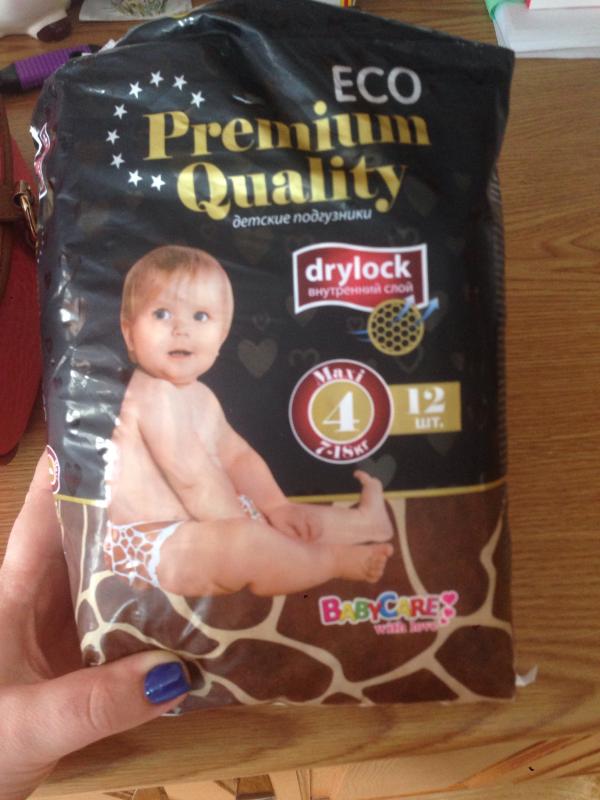 ECO
Premium
Quality
детские подгузники
drylock
внутренний слой
Maxi
4
7-18кг
12
шт.
BABYCARE
with love